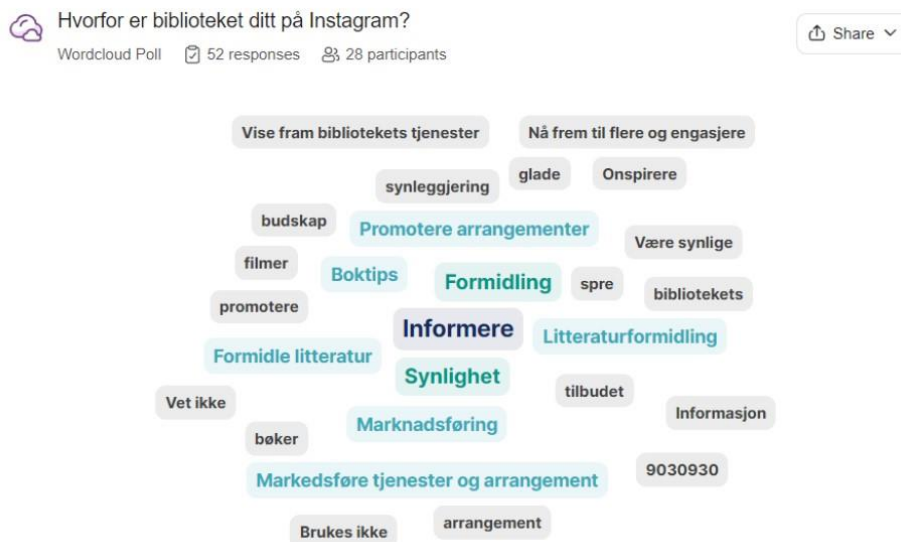 Hvorfor er biblioteket ditt på Instagram?
Wordcloud Poll 52 responses 28 participants
Share
Vise fram bibliotekets tjenester
Nå frem til flere og engasjere
synleggjering
glade
Onspirere
budskap
Promotere arrangementer
Være synlige
filmer
Boktips
Formidling
spre
bibliotekets
promotere
Informere
Litteraturformidling
Formidle litteratur
Synlighet
tilbudet
Vet ikke
Marknadsføring
Informasjon
bøker
Markedsføre tjenester og arrangement
9030930
Brukes ikke
arrangement